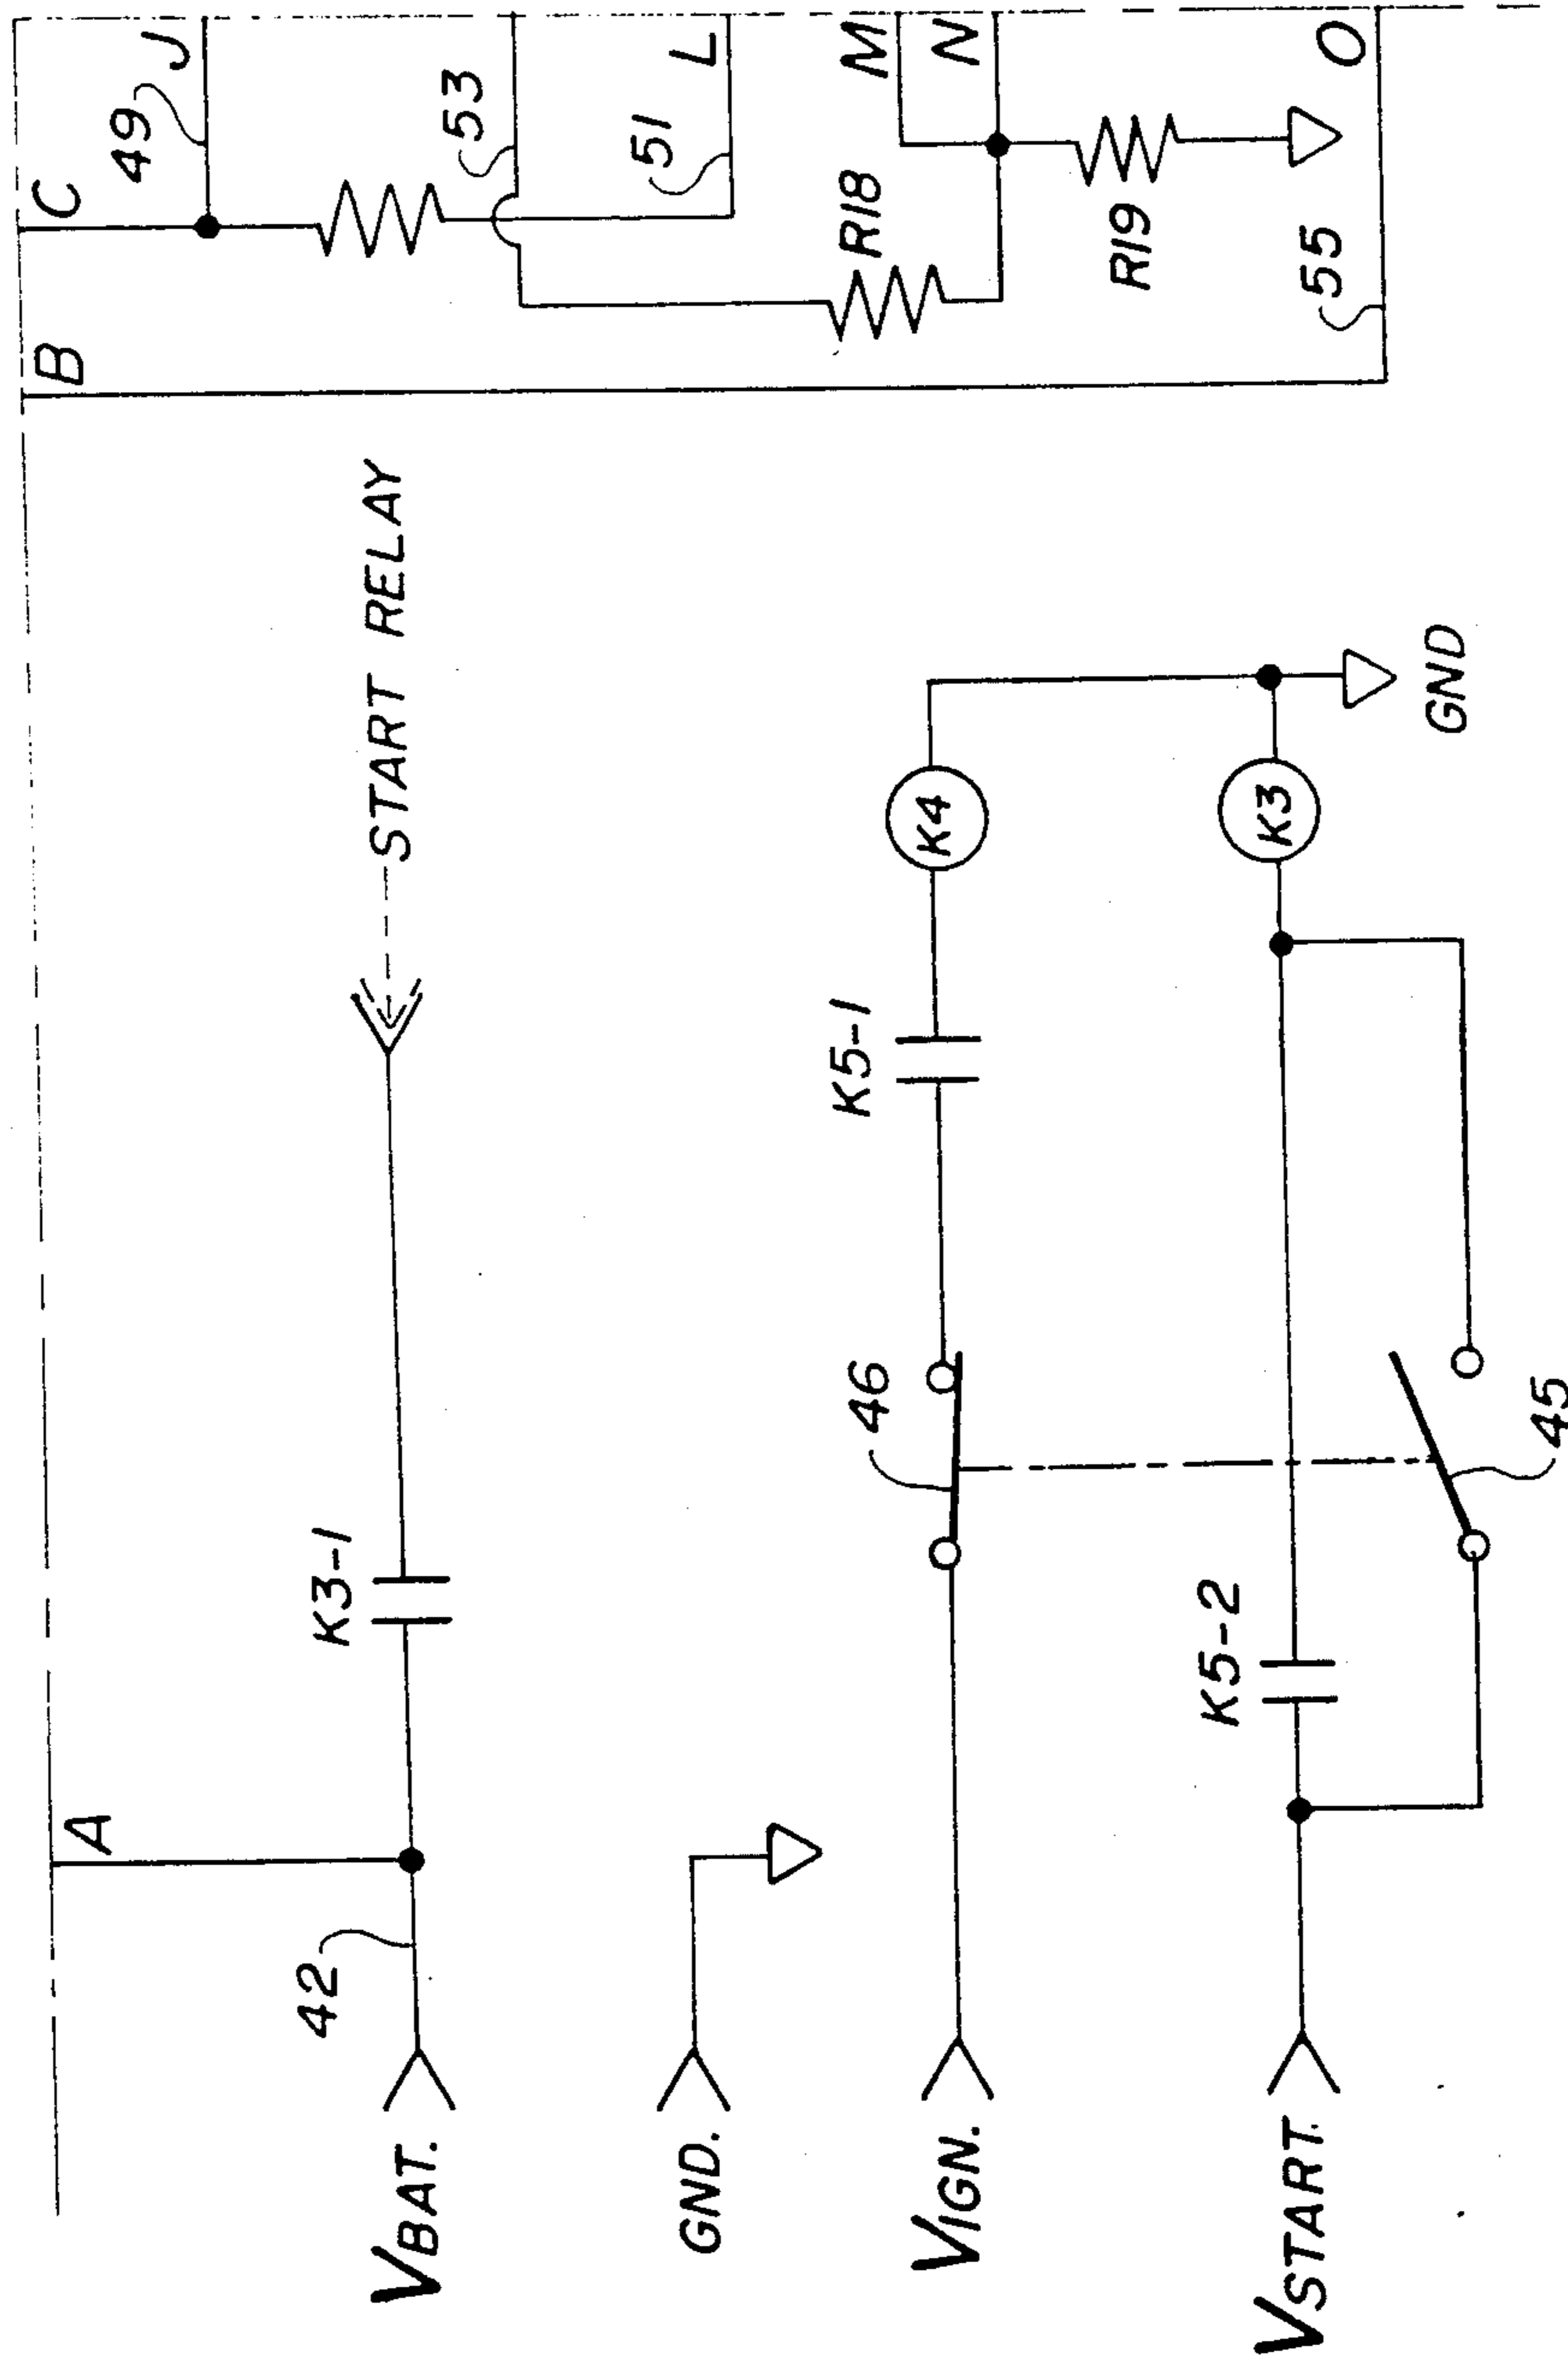 A
B
C
J
49
53
51
L
M
N
R18
R19
55
O
42
VBAT.
K3-1
START RELAY
GND.
VIGN.
46
K5-1
K4
VSTART.
K5-2
K3
GND
45